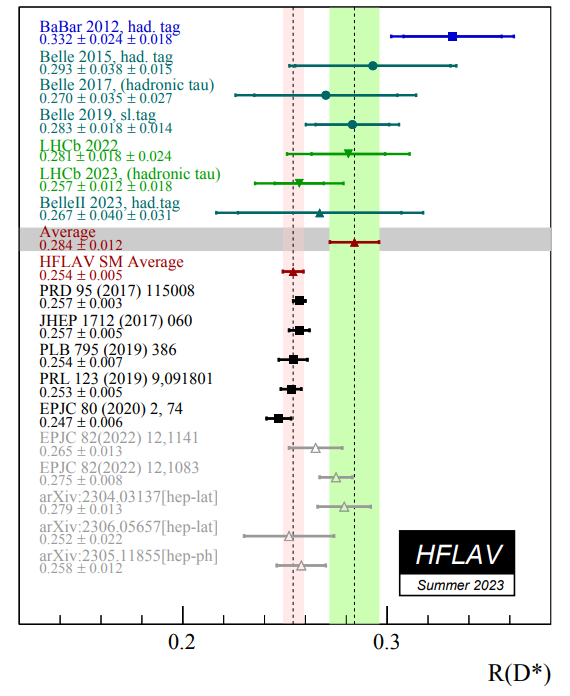 BaBar 2012, had. tag
0.332 ± 0.024 ± 0.018
Belle 2015, had. tag
0.293 ± 0.038 ± 0.015
Belle 2017, (hadronic tau)
0.270 ± 0.035 ± 0.027
Belle 2019, sl.tag
0.283 ± 0.018 ± 0.014
LHCb 2022
0.281 ± 0.018 ± 0.024
LHCb 2023, (hadronic tau)
0.257 ± 0.012 ± 0.018
BelleII 2023, had.tag
0.267 ± 0.040 ± 0.031
Average
0.284 ± 0.012
HFLAV SM Average
0.254 ± 0.005
PRD 95 (2017) 115008
0.257 ± 0.003
JHEP 1712 (2017) 060
0.257 ± 0.005
PLB 795 (2019) 386
0.254 ± 0.007
PRL 123 (2019) 9,091801
0.253 ± 0.005
EPJC 80 (2020) 2, 74
0.247 ± 0.006
EPJC 82(2022) 12,1141
0.265 ± 0.013
EPJC 82(2022) 12,1083
0.275 ± 0.008
arXiv:2304.03137[hep-lat]
0.279 ± 0.013
arXiv:2306.05657[hep-lat]
0.252 ± 0.022
arXiv:2305.11855[hep-ph]
0.258 ± 0.012
HFLAV
Summer 2023
0.2 0.3
R(D*)